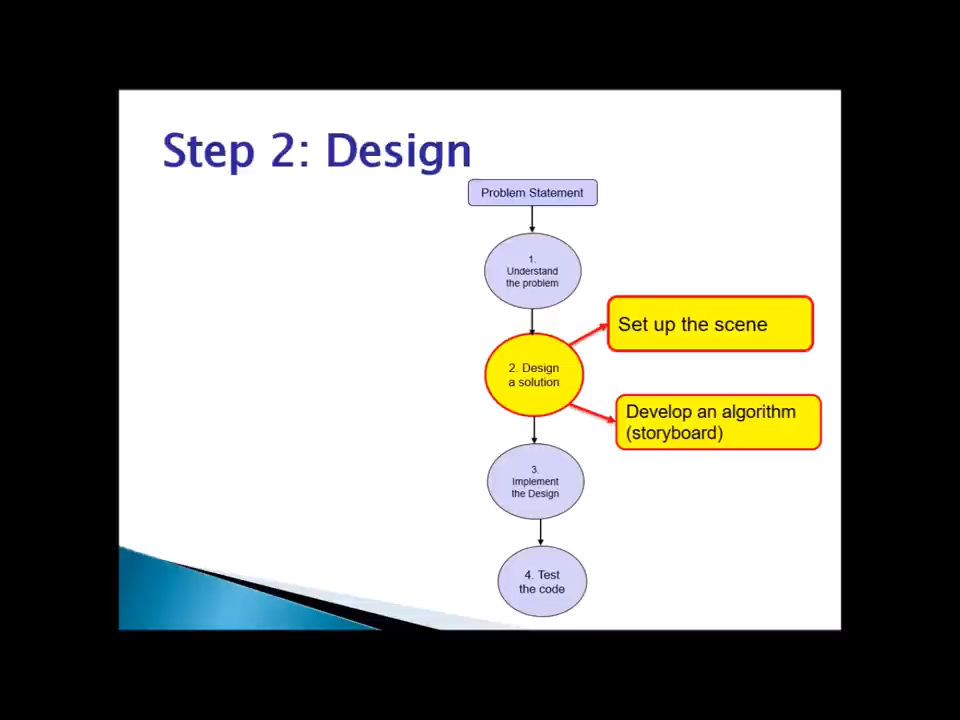 Step 2: Design
Problem Statement
1.
Understand
the problem
Set up the scene
2. Design
a solution
Develop an algorithm
(storyboard)
3.
Implement
the Design
4. Test
the code